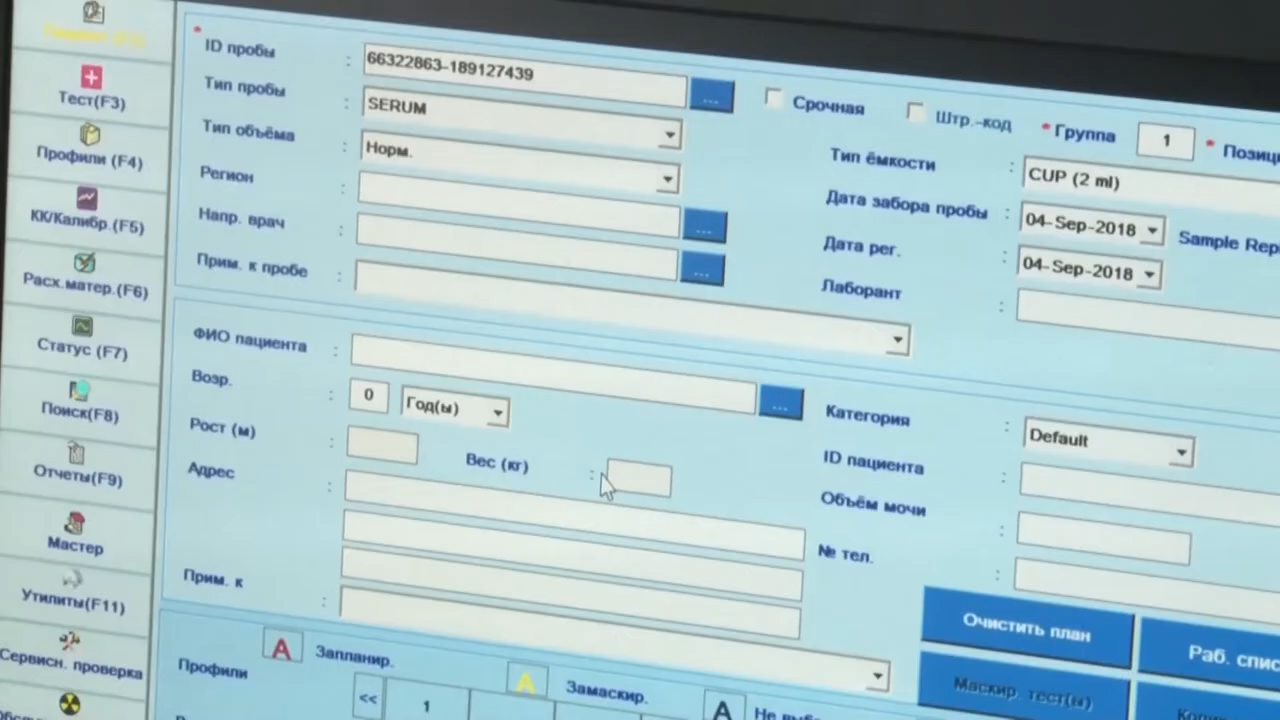 Тест(F3)
Профили (F4)
КК/Калибр.(F5)
Расх.матер.(F6)
Статус (F7)
Поиск(F8)
Отчеты(F9)
Мастер
Утилиты(F11)
Сервисн. проверка
* ID пробы : 66322863-189127439 ...
Срочная
Штр.-код
* Группа 1
Тип пробы : SERUM
Тип ёмкости : CUP (2 ml)
Тип объёма : Норм.
Дата забора пробы : 04-Sep-2018
Sample
Регион :
Дата рег. : 04-Sep-2018
Напр. врач : ...
Лаборант :
Прим. к пробе :
ФИО пациента : ...
Категория : Default
Возр. : 0 Год(ы)
ID пациента :
Рост (м) :
Вес (кг) :
Объём мочи :
Адрес :
№ тел. :
Прим. к :
Очистить план
Раб.
Маскир. тест(ы)
Профили
A Запланир.
A Замаскир.
A Не
<< 1